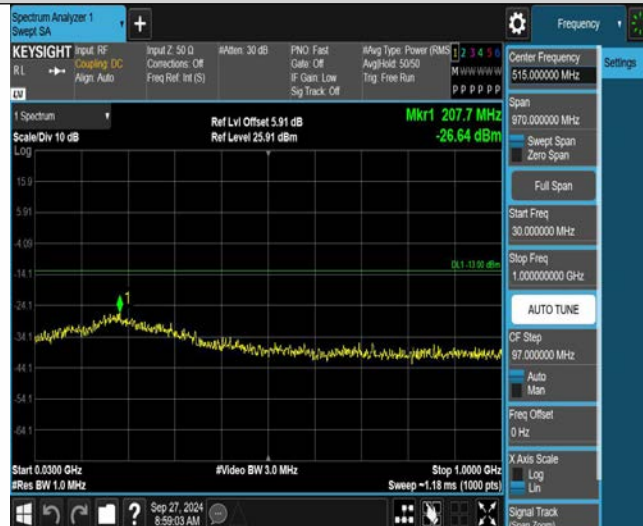 Spectrum Analyzer 1
Swept SA
+
Frequency
KEYSIGHT
RL
Input: RF
Coupling: DC
Align: Auto
Input Z: 50 Ω
Corrections: Off
Freq Ref: Int (S)
#Atten: 30 dB
PNO: Fast
Gate: Off
IF Gain: Low
Sig Track: Off
#Avg Type: Power (RMS
Avg|Hold: 50/50
Trig: Free Run
1 2 3 4 5 6
M W W W W W
P P P P P P
LXI
1 Spectrum
Scale/Div 10 dB
Log
Ref Lvl Offset 5.91 dB
Ref Level 25.91 dBm
Mkr1 207.7 MHz
-26.64 dBm
15.9
5.91
-4.09
-14.1
-24.1
-34.1
-44.1
-54.1
-64.1
DL1 -13.00 dBm
1
Start 0.0300 GHz
#Res BW 1.0 MHz
#Video BW 3.0 MHz
Stop 1.0000 GHz
Sweep ~1.18 ms (1000 pts)
Center Frequency
515.000000 MHz
Settings
Span
970.000000 MHz
Swept Span
Zero Span
Full Span
Start Freq
30.000000 MHz
Stop Freq
1.000000000 GHz
AUTO TUNE
CF Step
97.000000 MHz
Auto
Man
Freq Offset
0 Hz
X Axis Scale
Log
Lin
Signal Track
(Span Zoom)
?
Sep 27, 2024
8:59:03 AM